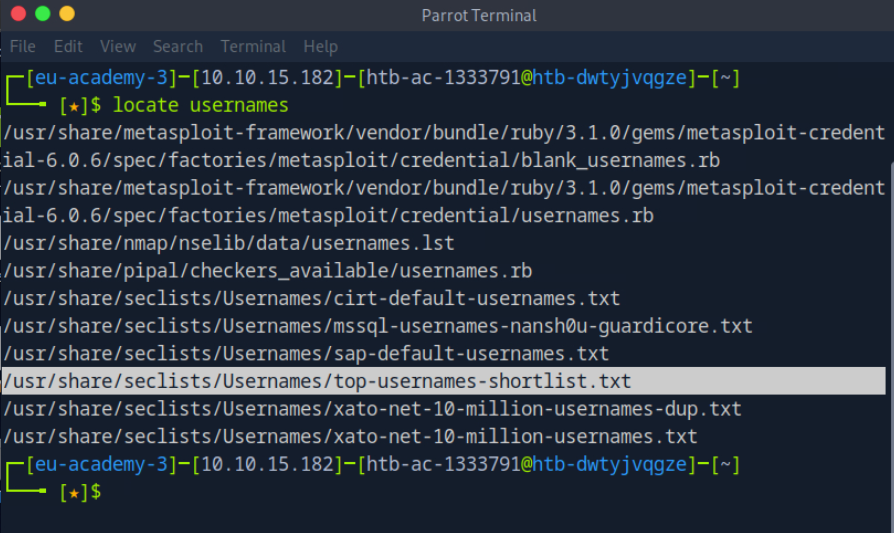 Parrot Terminal
File Edit View Search Terminal Help
┌─[eu-academy-3]─[10.10.15.182]─[htb-ac-1333791@htb-dwtyjvqgze]─[~]
└──╼ [★]$ locate usernames
/usr/share/metasploit-framework/vendor/bundle/ruby/3.1.0/gems/metasploit-credent
ial-6.0.6/spec/factories/metasploit/credential/blank_usernames.rb
/usr/share/metasploit-framework/vendor/bundle/ruby/3.1.0/gems/metasploit-credent
ial-6.0.6/spec/factories/metasploit/credential/usernames.rb
/usr/share/nmap/nselib/data/usernames.lst
/usr/share/pipal/checkers_available/usernames.rb
/usr/share/seclists/Usernames/cirt-default-usernames.txt
/usr/share/seclists/Usernames/mssql-usernames-nansh0u-guardicore.txt
/usr/share/seclists/Usernames/sap-default-usernames.txt
/usr/share/seclists/Usernames/top-usernames-shortlist.txt
/usr/share/seclists/Usernames/xato-net-10-million-usernames-dup.txt
/usr/share/seclists/Usernames/xato-net-10-million-usernames.txt
┌─[eu-academy-3]─[10.10.15.182]─[htb-ac-1333791@htb-dwtyjvqgze]─[~]
└──╼ [★]$